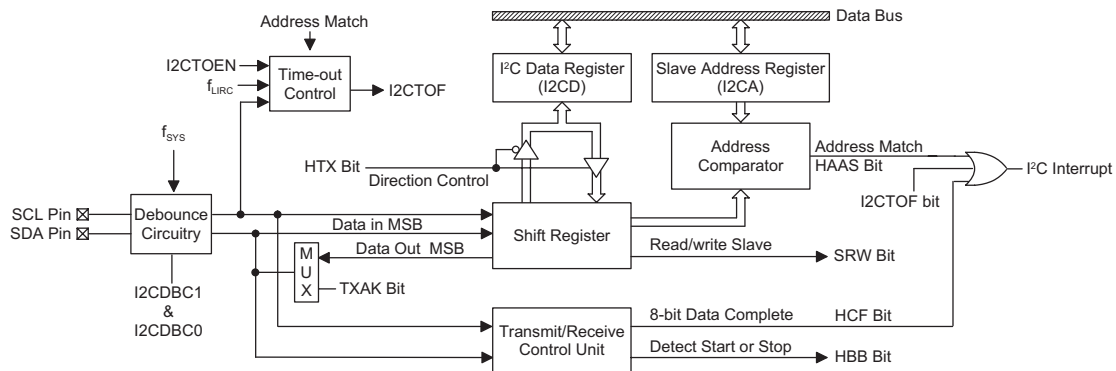 Data Bus
Address Match
I2CTOEN
fLIRC
Time-out
Control
I2CTOF
I²C Data Register
(I2CD)
Slave Address Register
(I2CA)
fSYS
HTX Bit
Direction Control
Address
Comparator
Address Match
HAAS Bit
I2CTOF bit
I²C Interrupt
SCL Pin
SDA Pin
Debounce
Circuitry
Data in MSB
Shift Register
Data Out MSB
MUX
TXAK Bit
Read/write Slave
SRW Bit
I2CDBC1
&
I2CDBC0
Transmit/Receive
Control Unit
8-bit Data Complete
HCF Bit
Detect Start or Stop
HBB Bit